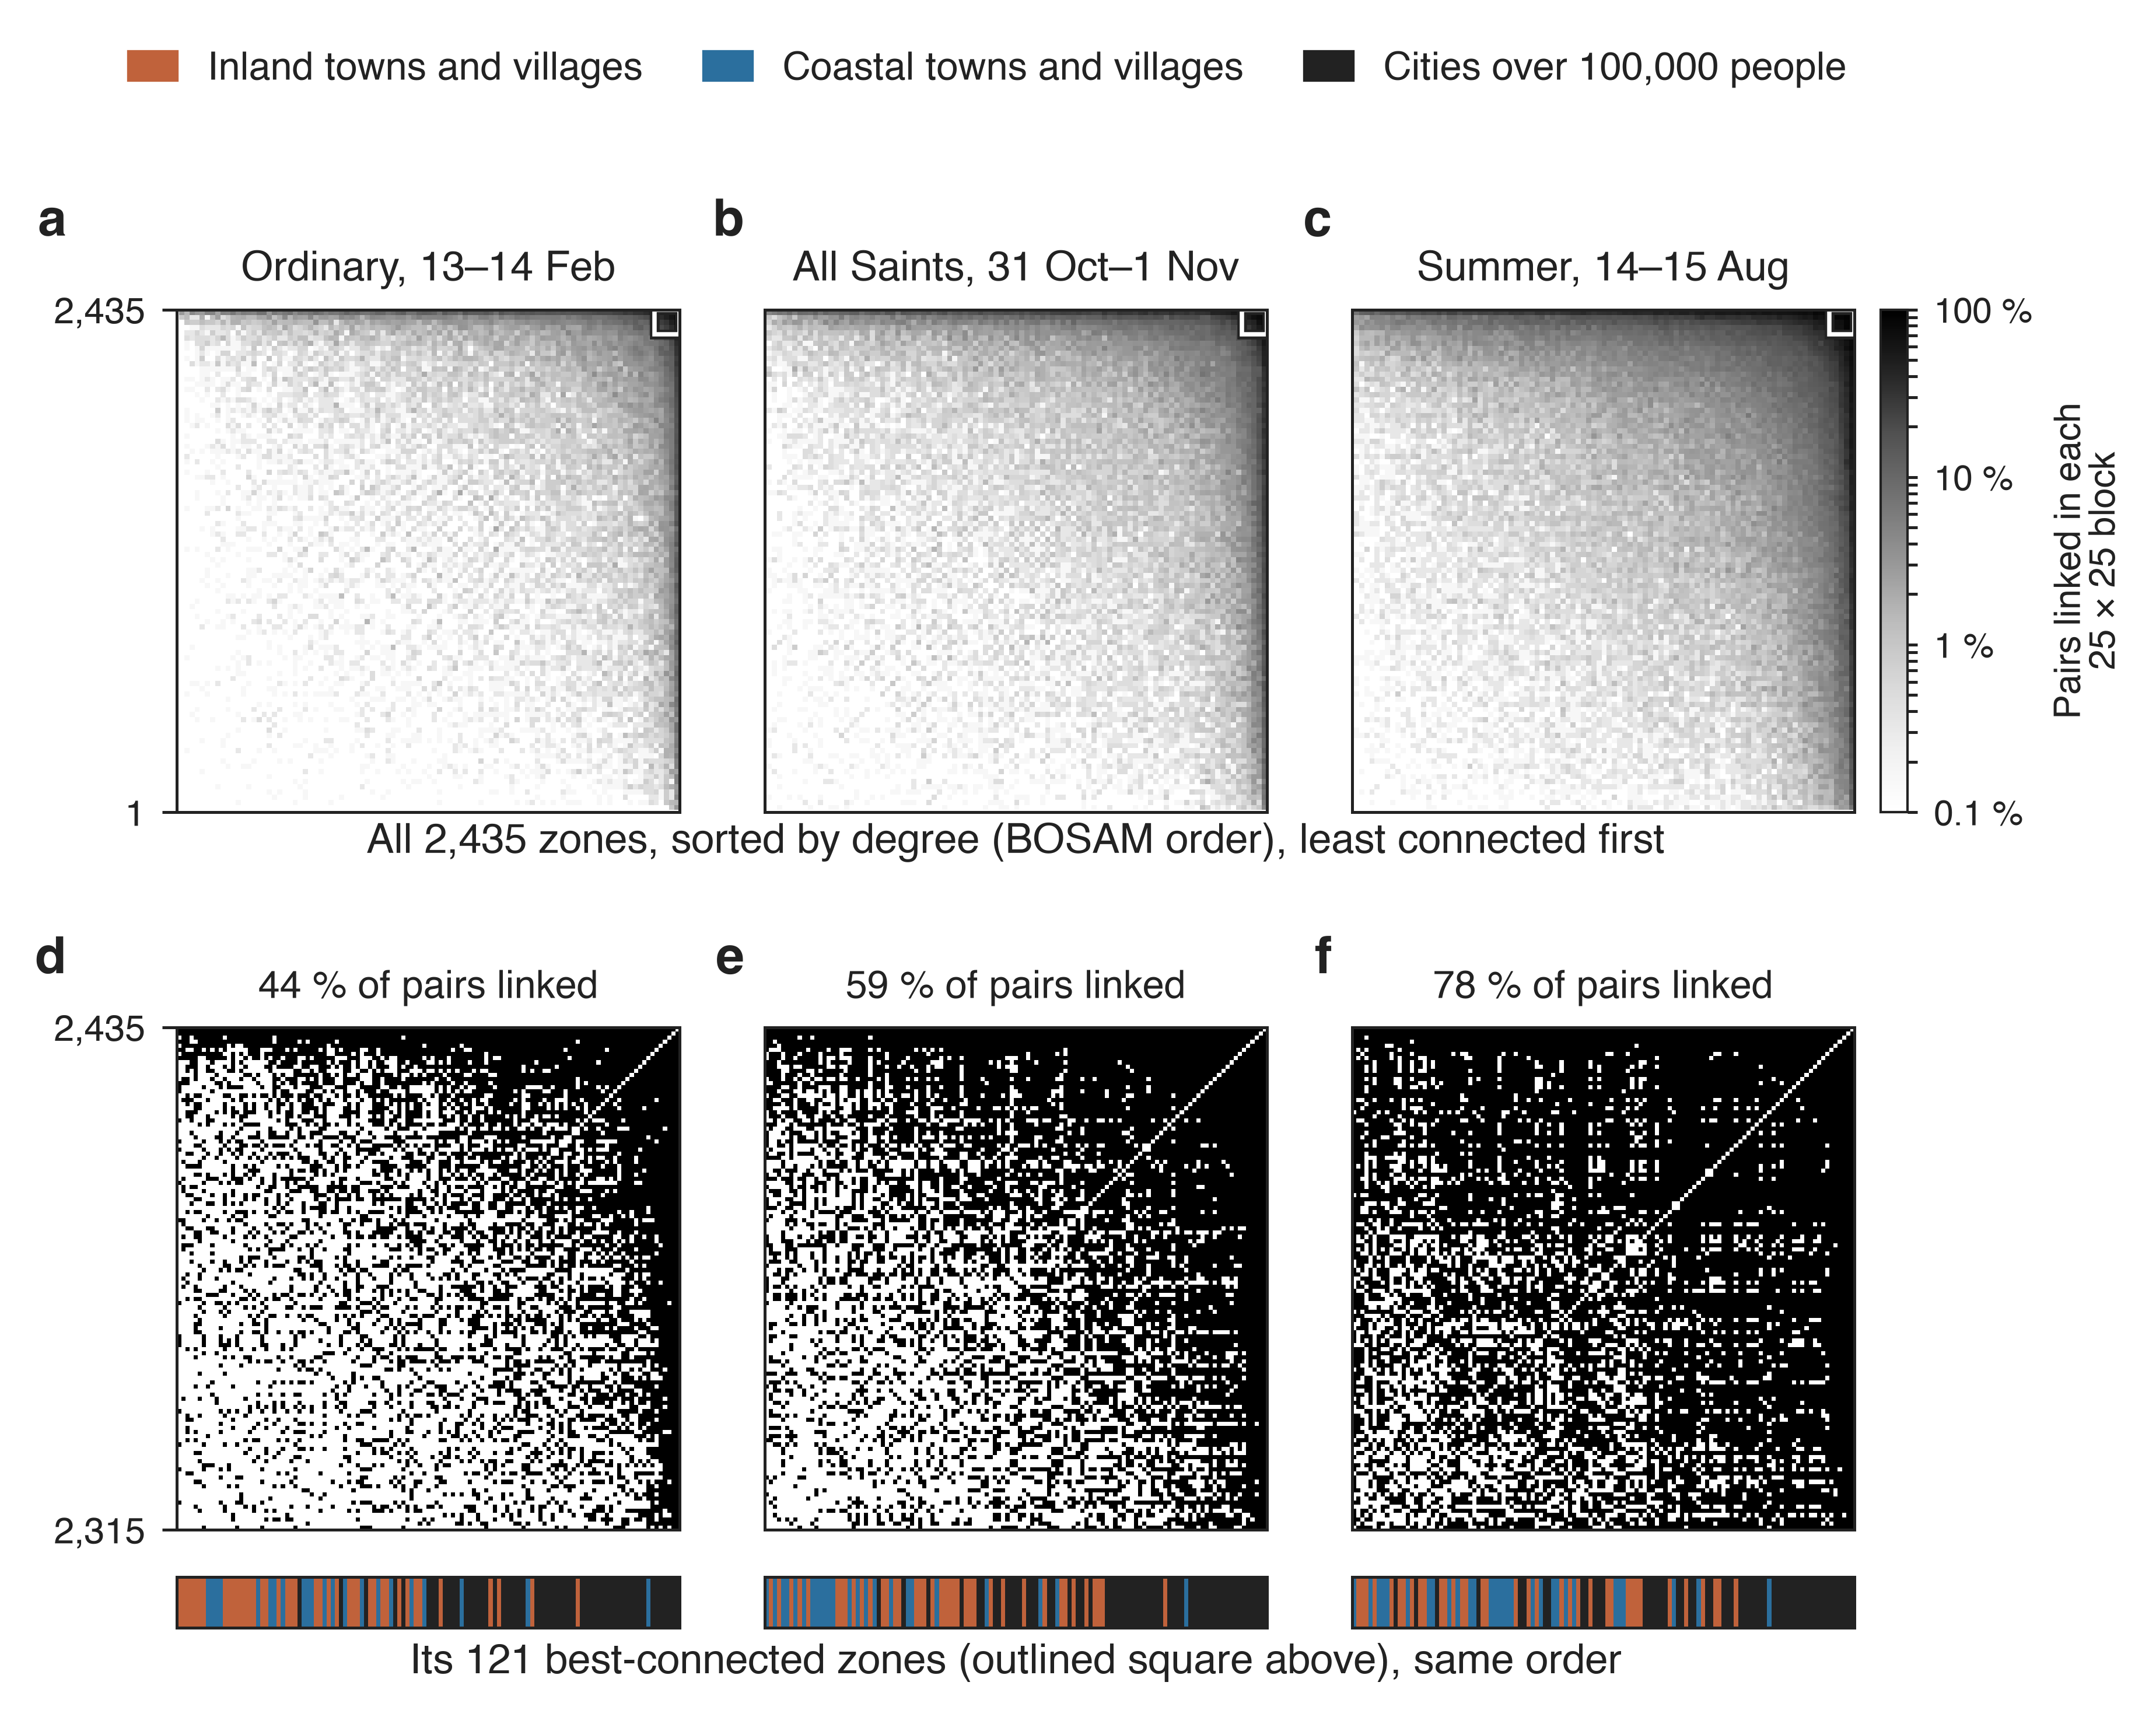 Inland towns and villages
Coastal towns and villages
Cities over 100,000 people
a
b
c
Ordinary, 13–14 Feb
All Saints, 31 Oct–1 Nov
Summer, 14–15 Aug
2,435
1
100 %
10 %
1 %
0.1 %
Pairs linked in each
25 × 25 block
All 2,435 zones, sorted by degree (BOSAM order), least connected first
d
e
f
44 % of pairs linked
59 % of pairs linked
78 % of pairs linked
2,435
2,315
Its 121 best-connected zones (outlined square above), same order